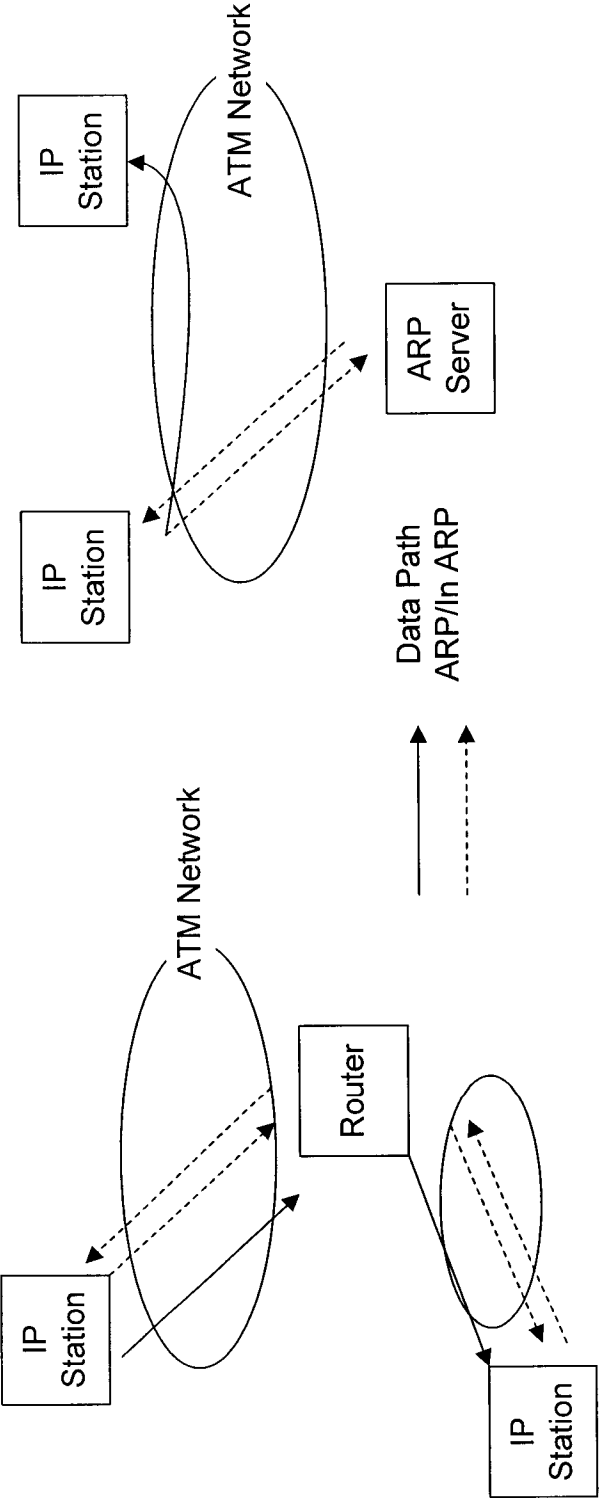 IP
Station
ATM Network
Router
IP
Station
IP
Station
IP
Station
ATM Network
ARP
Server
Data Path
ARP/In ARP